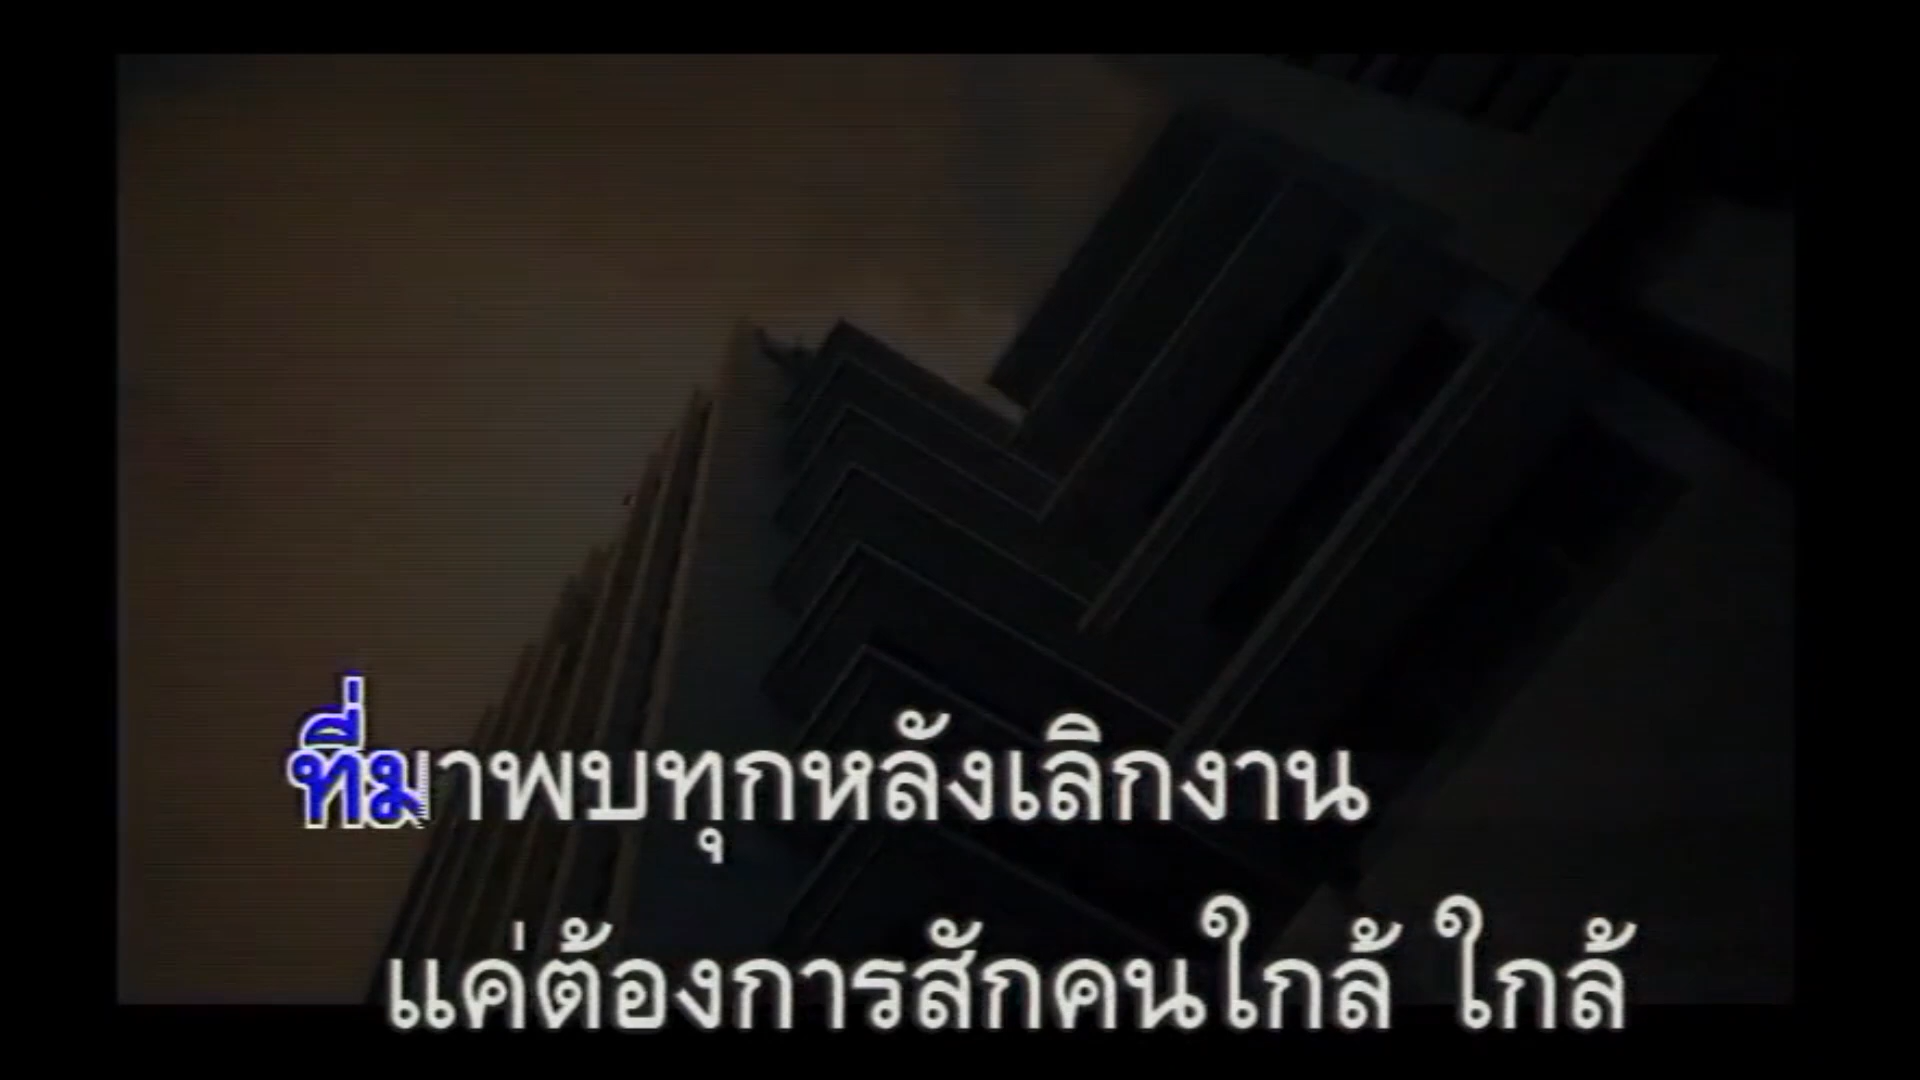 ที่มาพบทุกหลังเลิกงาน
แค่ต้องการสักคนใกล้ ใกล้